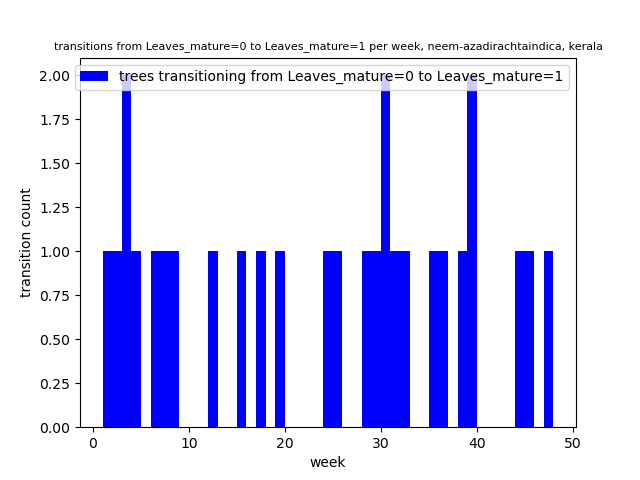 transitions from Leaves_mature=0 to Leaves_mature=1 per week, neem-azadirachtaindica, kerala
trees transitioning from Leaves_mature=0 to Leaves_mature=1
2.00
1.75
1.50
1.25
1.00
0.75
0.50
0.25
0.00
transition count
0 10 20 30 40 50
week